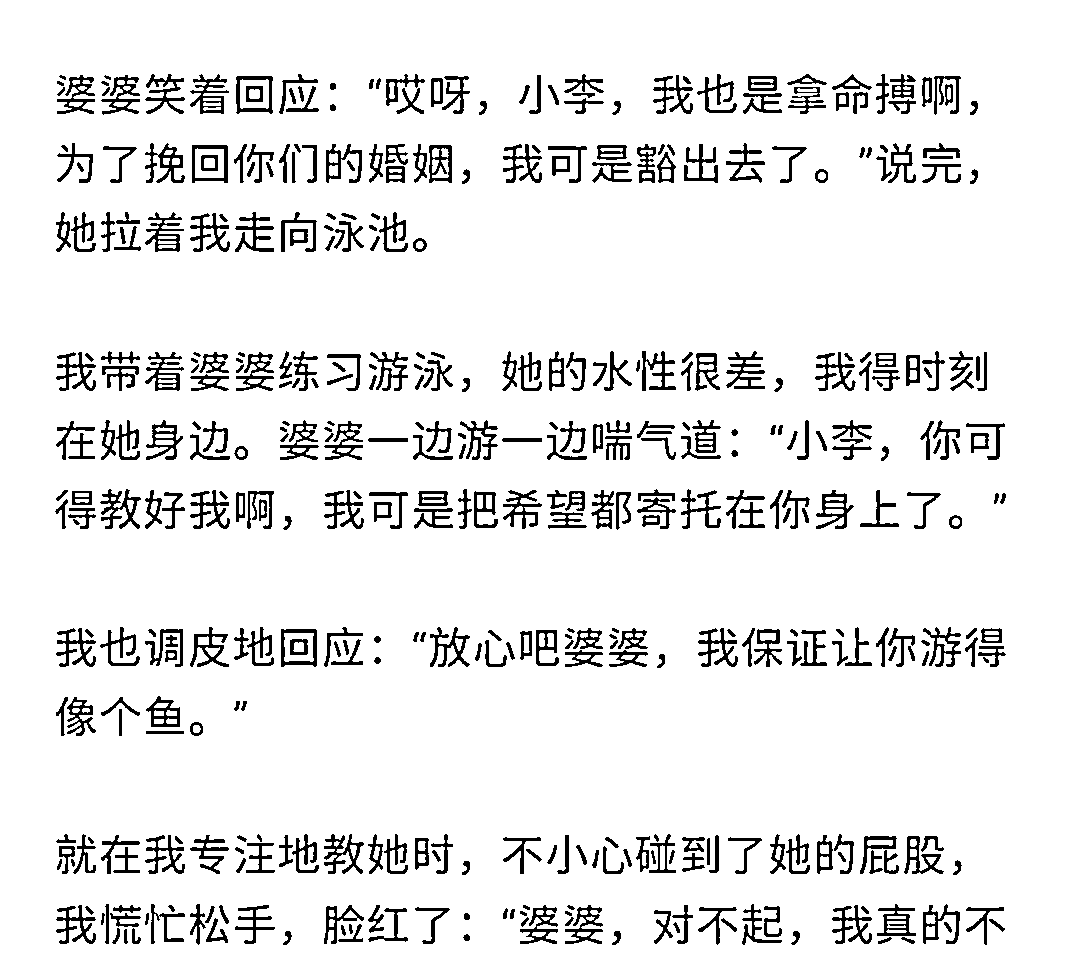 婆婆笑着回应：“哎呀，小李，我也是拿命搏啊，
为了挽回你们的婚姻，我可是豁出去了。”说完，
她拉着我走向泳池。
我带着婆婆练习游泳，她的水性很差，我得时刻
在她身边。婆婆一边游一边喘气道：“小李，你可
得教好我啊，我可是把希望都寄托在你身上了。”
我也调皮地回应：“放心吧婆婆，我保证让你游得
像个鱼。”
就在我专注地教她时，不小心碰到了她的屁股，
我慌忙松手，脸红了：“婆婆，对不起，我真的不